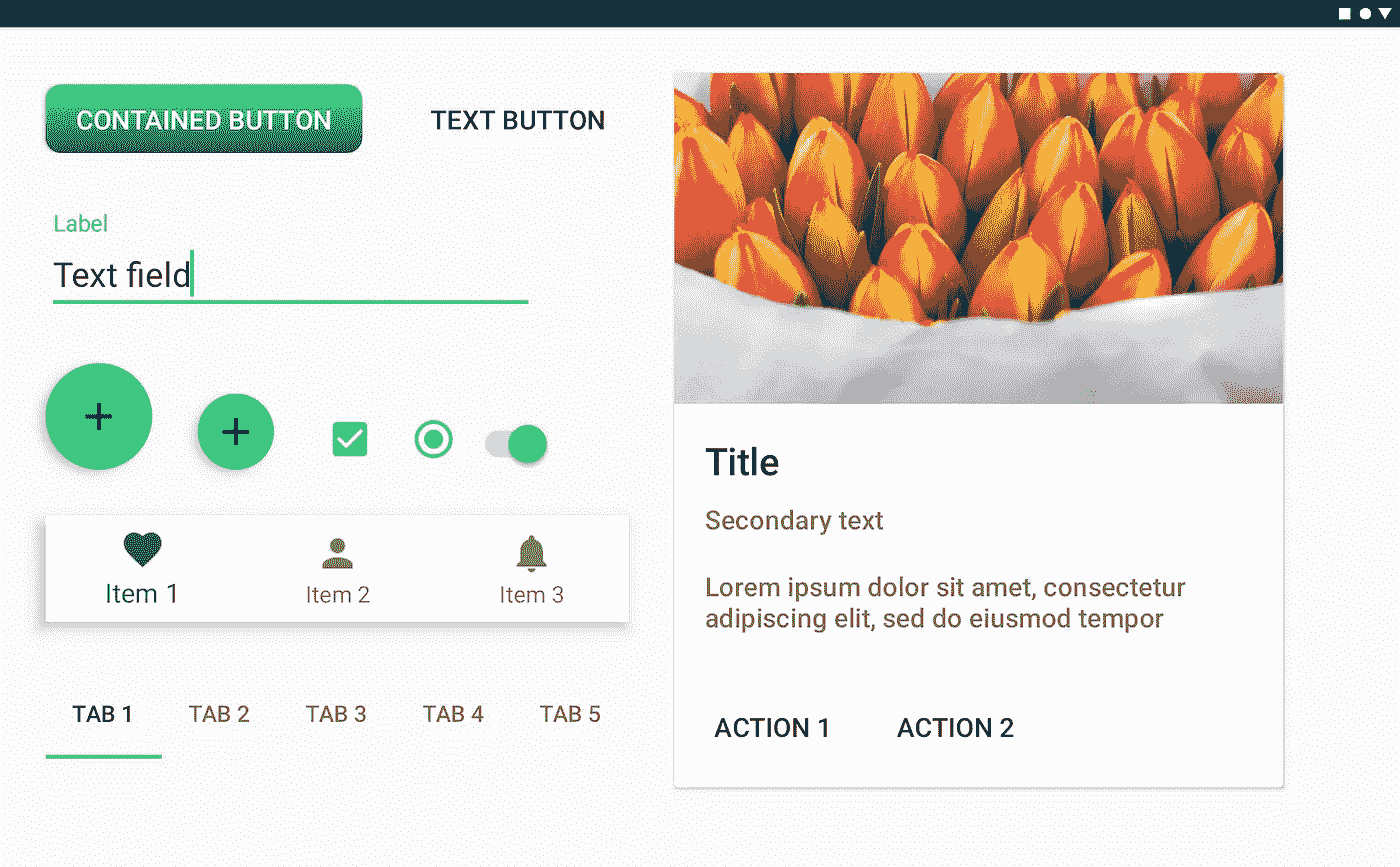 CONTAINED BUTTON
TEXT BUTTON
Label
Text field
Item 1
Item 2
Item 3
TAB 1
TAB 2
TAB 3
TAB 4
TAB 5
Title
Secondary text
Lorem ipsum dolor sit amet, consectetur
adipiscing elit, sed do eiusmod tempor
ACTION 1
ACTION 2